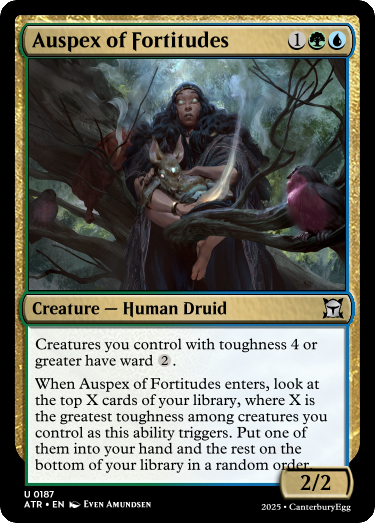 Auspex of Fortitudes 1
Creature — Human Druid
Creatures you control with toughness 4 or
greater have ward 2.
When Auspex of Fortitudes enters, look at
the top X cards of your library, where X is
the greatest toughness among creatures you
control as this ability triggers. Put one of
them into your hand and the rest on the
bottom of your library in a random order.
2/2
U 0187
ATR • EN Even Amundsen
2025 • CanterburyEgg